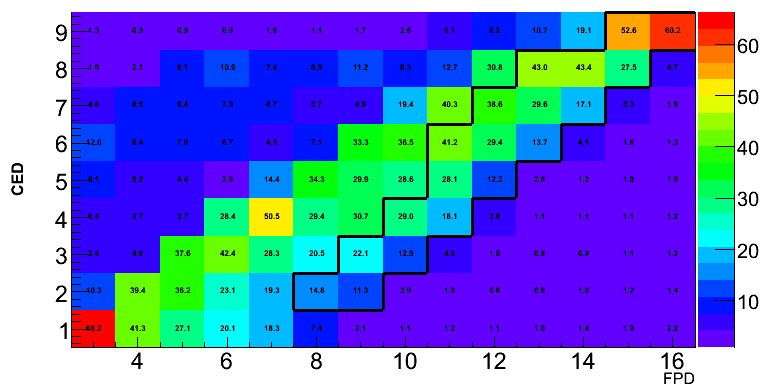 9 1.3 0.9 0.9 0.9 1.0 1.1 1.7 2.8 5.1 8.2 10.7 19.1 52.6 60.2
8 1.9 2.1 8.1 10.9 7.4 8.9 11.2 8.3 12.7 30.8 43.0 43.4 27.5 4.7 60
7 4.6 6.5 9.4 7.0 5.7 4.8 19.4 40.3 38.6 29.6 17.1 5.3 1.8 50
6 12.0 8.4 7.0 6.7 4.5 7.1 33.3 36.5 41.2 29.4 13.7 4.1 1.6 1.3 40
CED
5 8.1 5.2 4.4 2.9 14.4 34.3 29.9 28.6 28.1 12.2 2.8 1.2 1.0 1.0
4 6.4 3.7 3.7 28.4 50.5 29.4 30.7 29.0 18.1 3.8 1.1 1.1 1.1 1.2 30
3 4.8 37.6 42.4 28.3 20.5 22.1 12.9 4.0 1.0 0.8 0.9 1.1 1.2 20
2 10.3 39.4 36.2 23.1 19.3 14.8 11.3 2.9 1.0 0.8 0.8 1.0 1.2 1.4 10
1 65.2 41.3 27.1 20.1 18.3 7.4 2.1 1.1 1.2 1.1 1.0 1.4 1.9 2.2
4 6 8 10 12 14 16
FPD